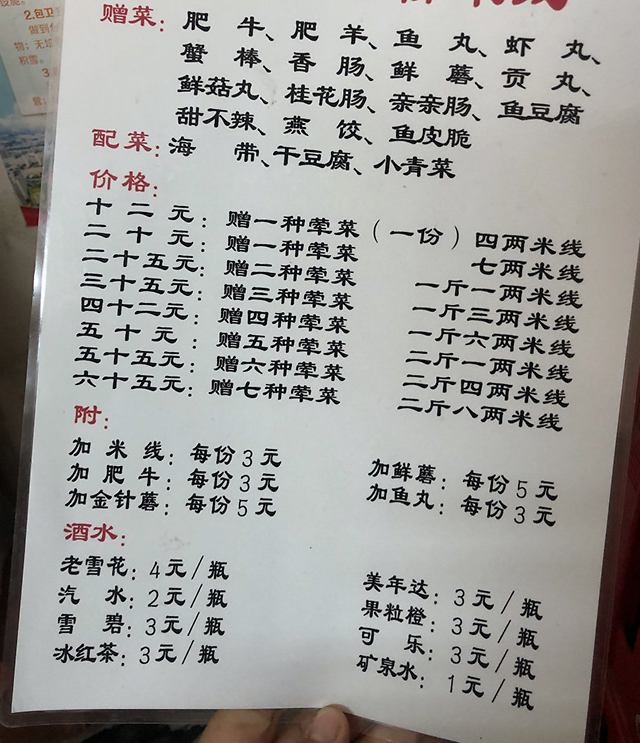 2.包卫
做到
物；无
积雪。
3
赠菜：肥 牛、肥 羊、鱼 丸、虾 丸、
蟹 棒、香 肠、鲜 蘑、贡 丸、
鲜菇丸、桂花肠、亲亲肠、鱼豆腐
甜不辣、燕 饺、鱼皮脆
配菜：海 带、干豆腐、小青菜
价格：
十 二 元：赠一种荤菜（一份）四两米线
二 十 元：赠一种荤菜 七两米线
二十五元：赠二种荤菜 一斤一两米线
三十五元：赠三种荤菜 一斤三两米线
四十二元：赠四种荤菜 一斤六两米线
五 十 元：赠五种荤菜 二斤一两米线
五十五元：赠六种荤菜 二斤四两米线
六十五元：赠七种荤菜 二斤八两米线
附：
加 米 线：每份3元
加 肥 牛：每份3元 加鲜蘑：每份5元
加金针蘑：每份5元 加鱼丸：每份3元
酒水：
老雪花：4元/瓶 美年达：3元/瓶
汽 水：2元/瓶 果粒橙：3元/瓶
雪 碧：3元/瓶 可 乐：3元/瓶
冰红茶：3元/瓶 矿泉水：1元/瓶